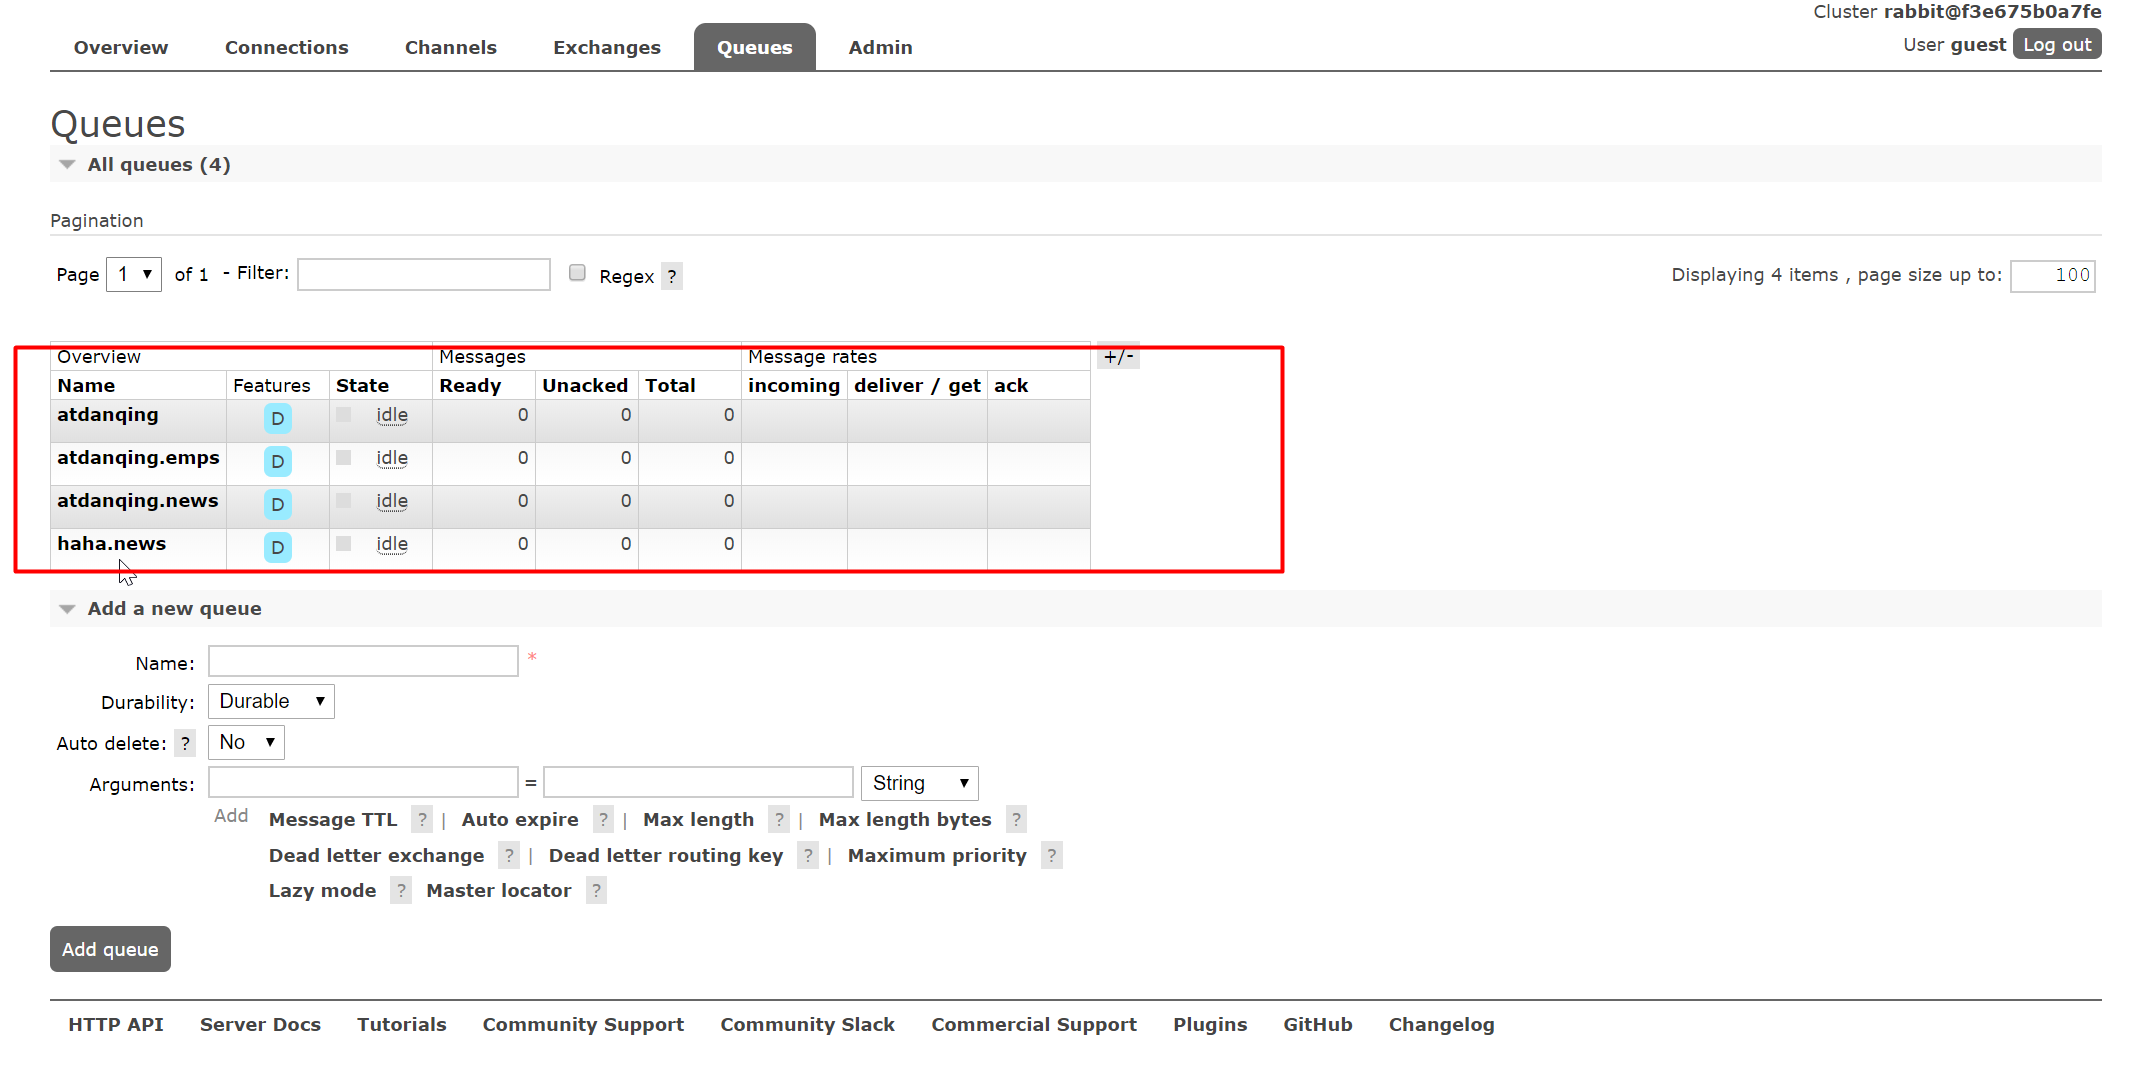 Cluster rabbit@f3e675b0a7fe
Overview Connections Channels Exchanges Queues Admin User guest Log out
Queues
All queues (4)
Pagination
Page 1 of 1 - Filter: Regex ? Displaying 4 items , page size up to: 100
Overview Messages Message rates +/-
Name Features State Ready Unacked Total incoming deliver / get ack
atdanqing D idle 0 0 0
atdanqing.emps D idle 0 0 0
atdanqing.news D idle 0 0 0
haha.news D idle 0 0 0
Add a new queue
Name: *
Durability: Durable
Auto delete: ? No
Arguments: = String
Add Message TTL ? | Auto expire ? | Max length ? | Max length bytes ?
Dead letter exchange ? | Dead letter routing key ? | Maximum priority ?
Lazy mode ? Master locator ?
Add queue
HTTP API Server Docs Tutorials Community Support Community Slack Commercial Support Plugins GitHub Changelog